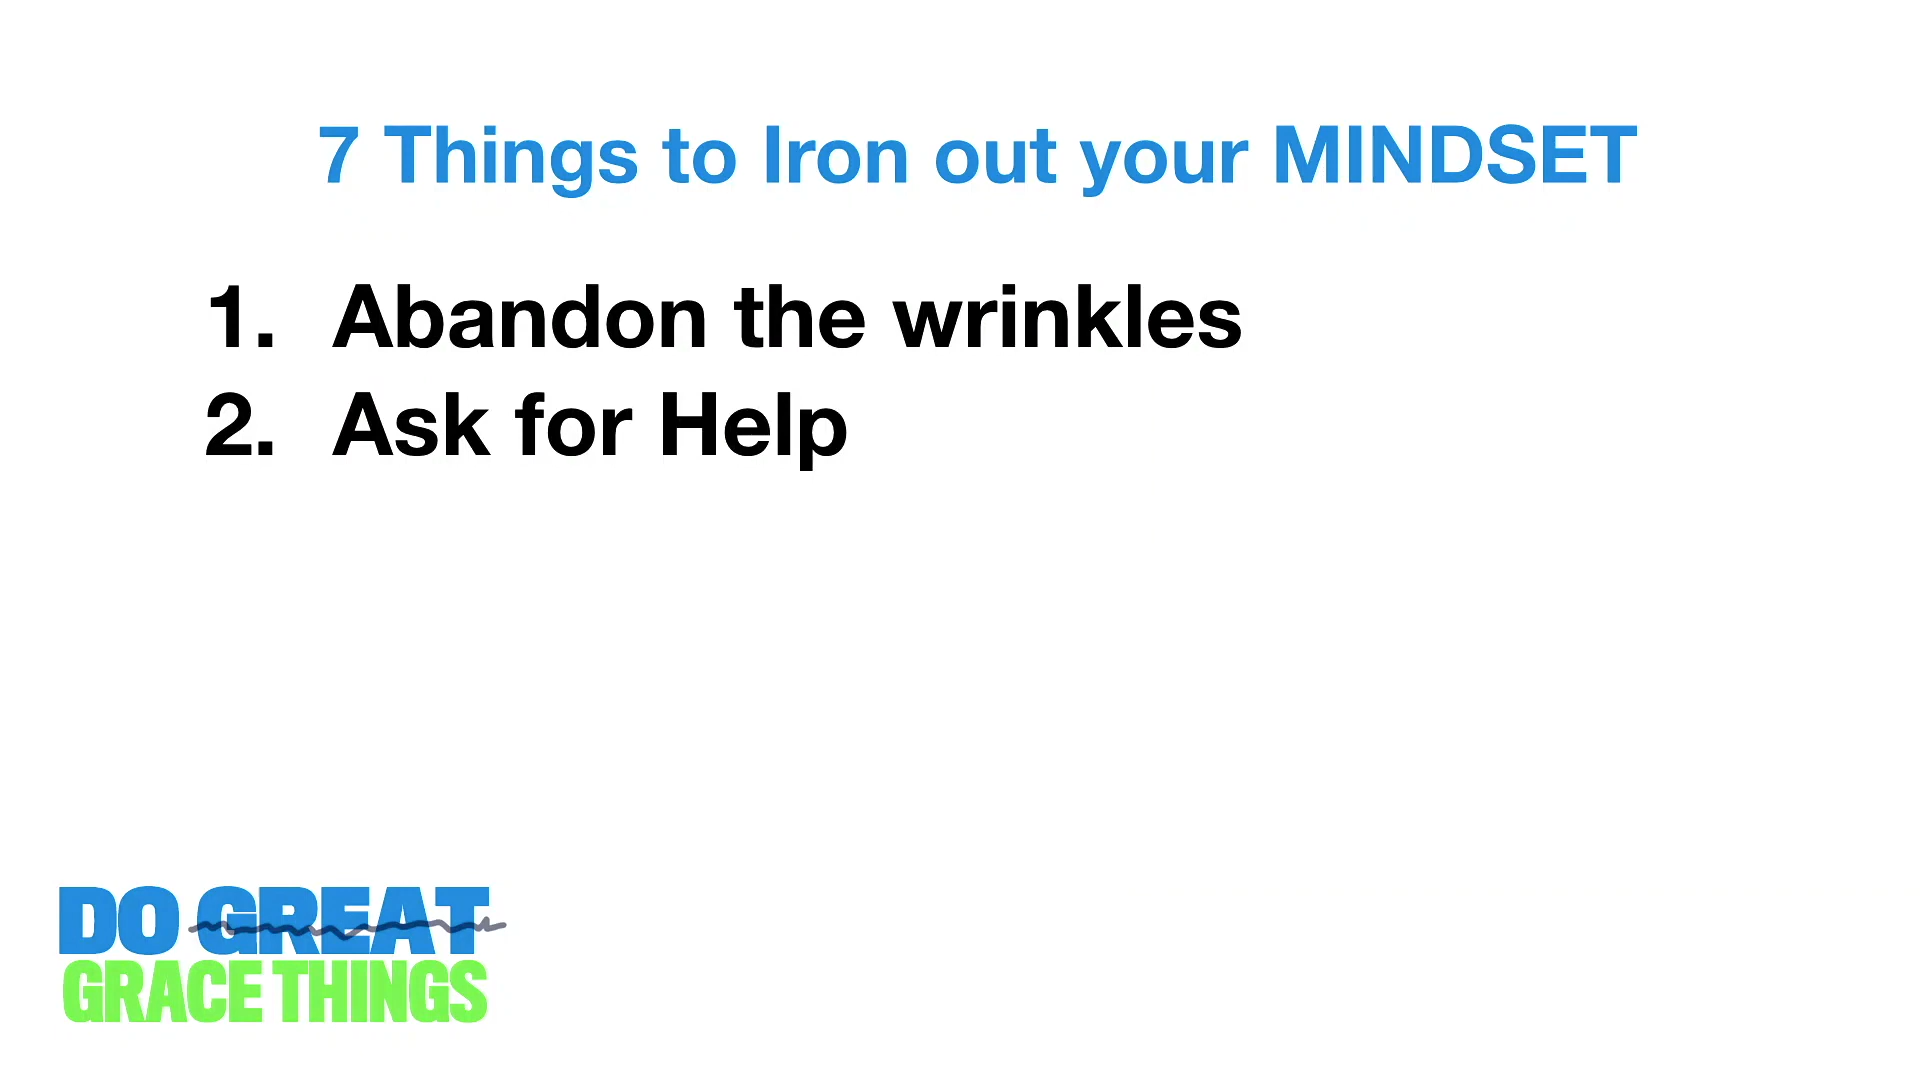 7 Things to Iron out your MINDSET
1. Abandon the wrinkles
2. Ask for Help
DO GREAT
GRACE THINGS